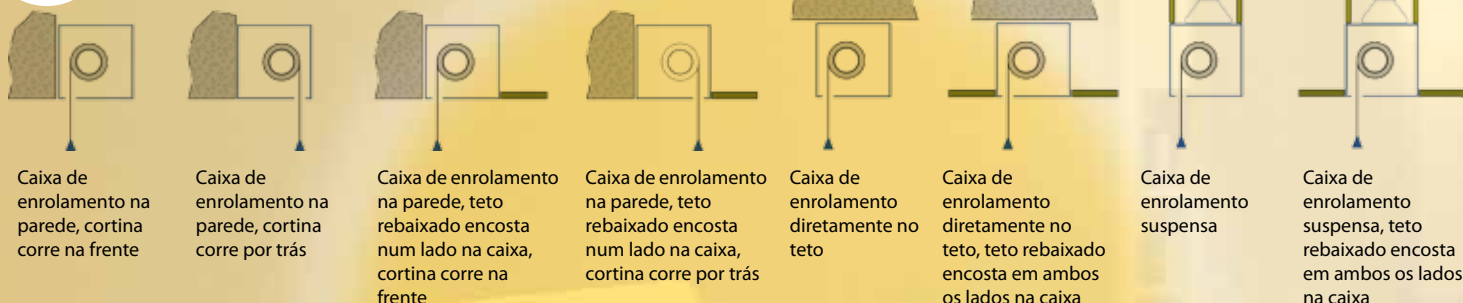 Caixa de
enrolamento na
parede, cortina
corre na frente
Caixa de
enrolamento na
parede, cortina
corre por trás
Caixa de enrolamento
na parede, teto
rebaixado encosta
num lado na caixa,
cortina corre na
frente
Caixa de enrolamento
na parede, teto
rebaixado encosta
num lado na caixa,
cortina corre por trás
Caixa de
enrolamento
diretamente no
teto
Caixa de
enrolamento
diretamente no
teto, teto rebaixado
encosta em ambos
os lados na caixa
Caixa de
enrolamento
suspensa
Caixa de
enrolamento
suspensa, teto
rebaixado encosta
em ambos os lados
na caixa